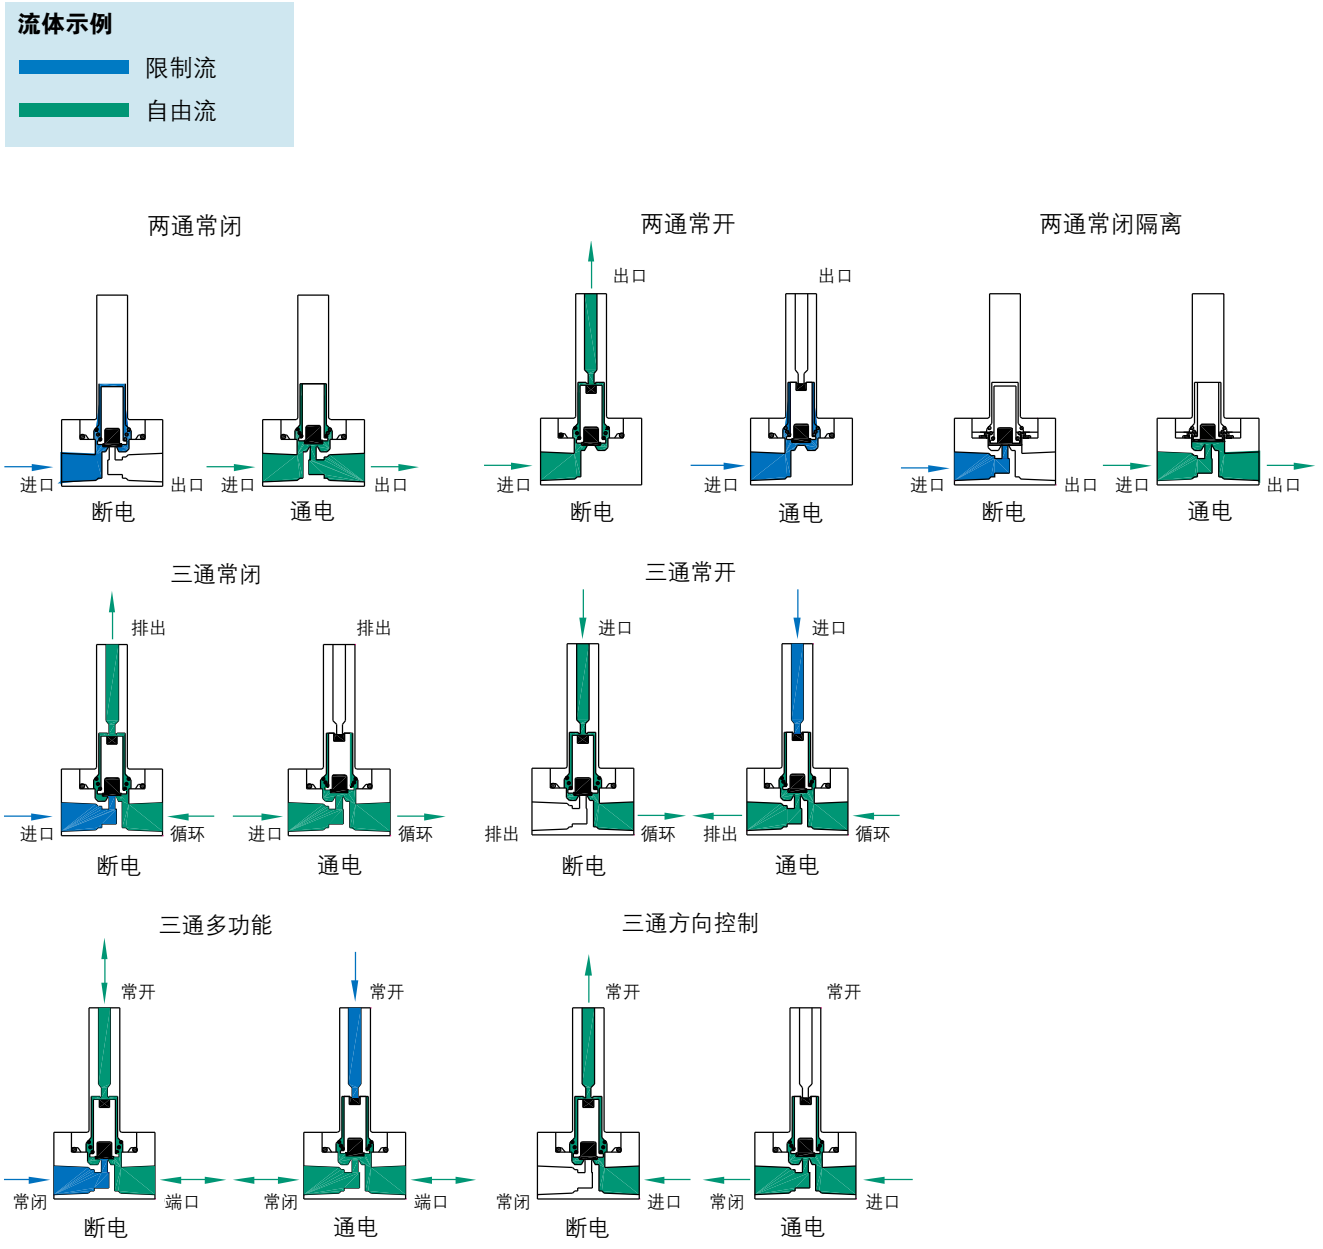 流体示例
限制流
自由流
两通常闭
两通常开
两通常闭隔离
出口
出口
进口
出口
进口
出口
进口
进口
进口
出口
进口
出口
断电
通电
断电
通电
断电
通电
三通常闭
三通常开
排出
排出
进口
进口
进口
循环
进口
循环
排出
循环
排出
循环
断电
通电
断电
通电
三通多功能
三通方向控制
常开
常开
常开
常开
常闭
端口
常闭
端口
常闭
进口
常闭
进口
断电
通电
断电
通电